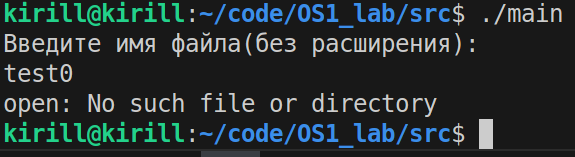 kirill@kirill:~/code/OS1_lab/src$ ./main
Введите имя файла(без расширения):
test0
open: No such file or directory
kirill@kirill:~/code/OS1_lab/src$